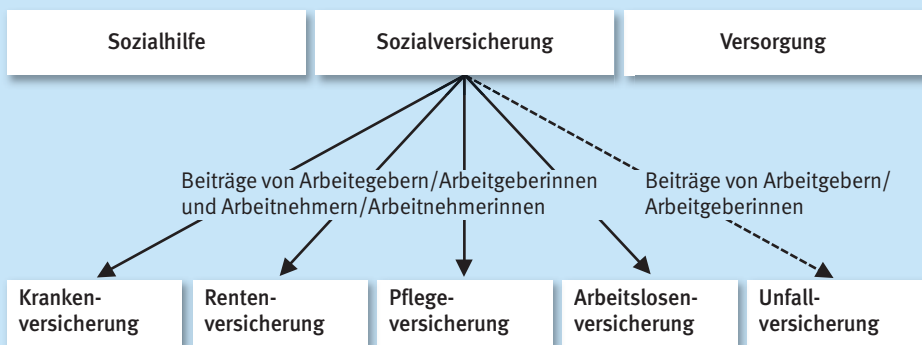 Sozialhilfe
Sozialversicherung
Versorgung
Beiträge von Arbeitegebern/Arbeitgeberinnen
und Arbeitnehmern/Arbeitnehmerinnen
Beiträge von Arbeitgebern/
Arbeitgeberinnen
Kranken-
versicherung
Renten-
versicherung
Pflege-
versicherung
Arbeitslosen-
versicherung
Unfall-
versicherung